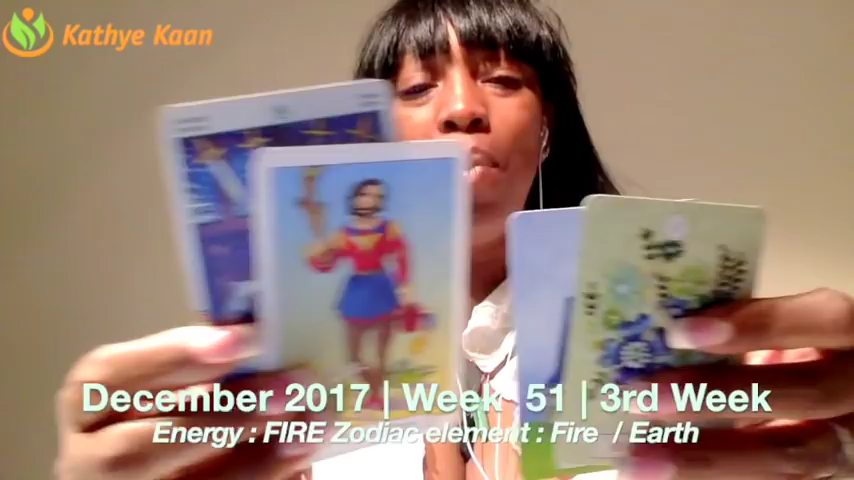 Kathye Kaan
December 2017 | Week 51 | 3rd Week
Energy : FIRE Zodiac element : Fire / Earth